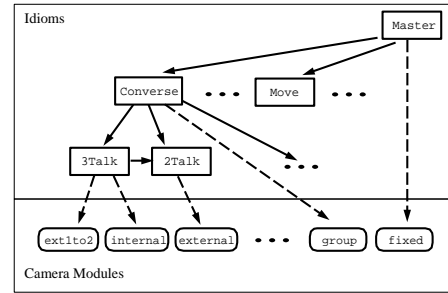 Idioms
Master
Converse
Move
3Talk
2Talk
ext1to2
internal
external
group
fixed
Camera Modules